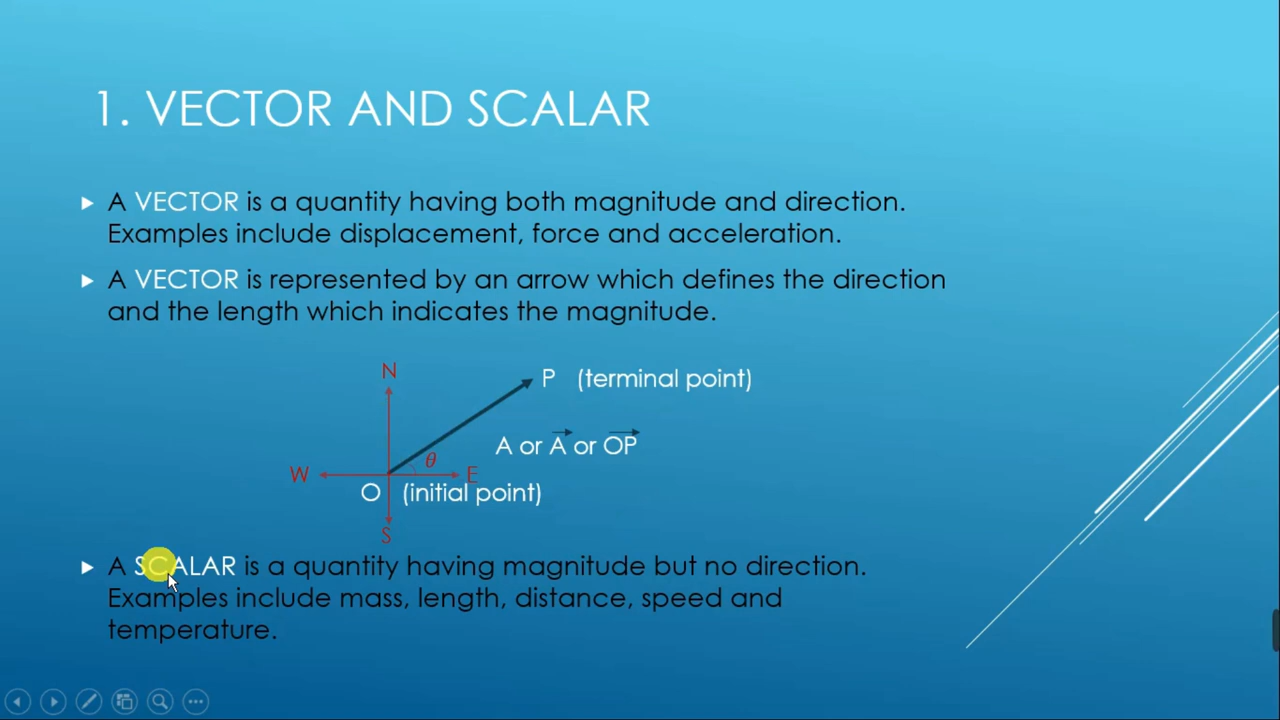 1. VECTOR AND SCALAR
A VECTOR is a quantity having both magnitude and direction.
Examples include displacement, force and acceleration.
A VECTOR is represented by an arrow which defines the direction
and the length which indicates the magnitude.
N
P (terminal point)
A or A or OP
θ
W
E
O (initial point)
S
A SCALAR is a quantity having magnitude but no direction.
Examples include mass, length, distance, speed and
temperature.